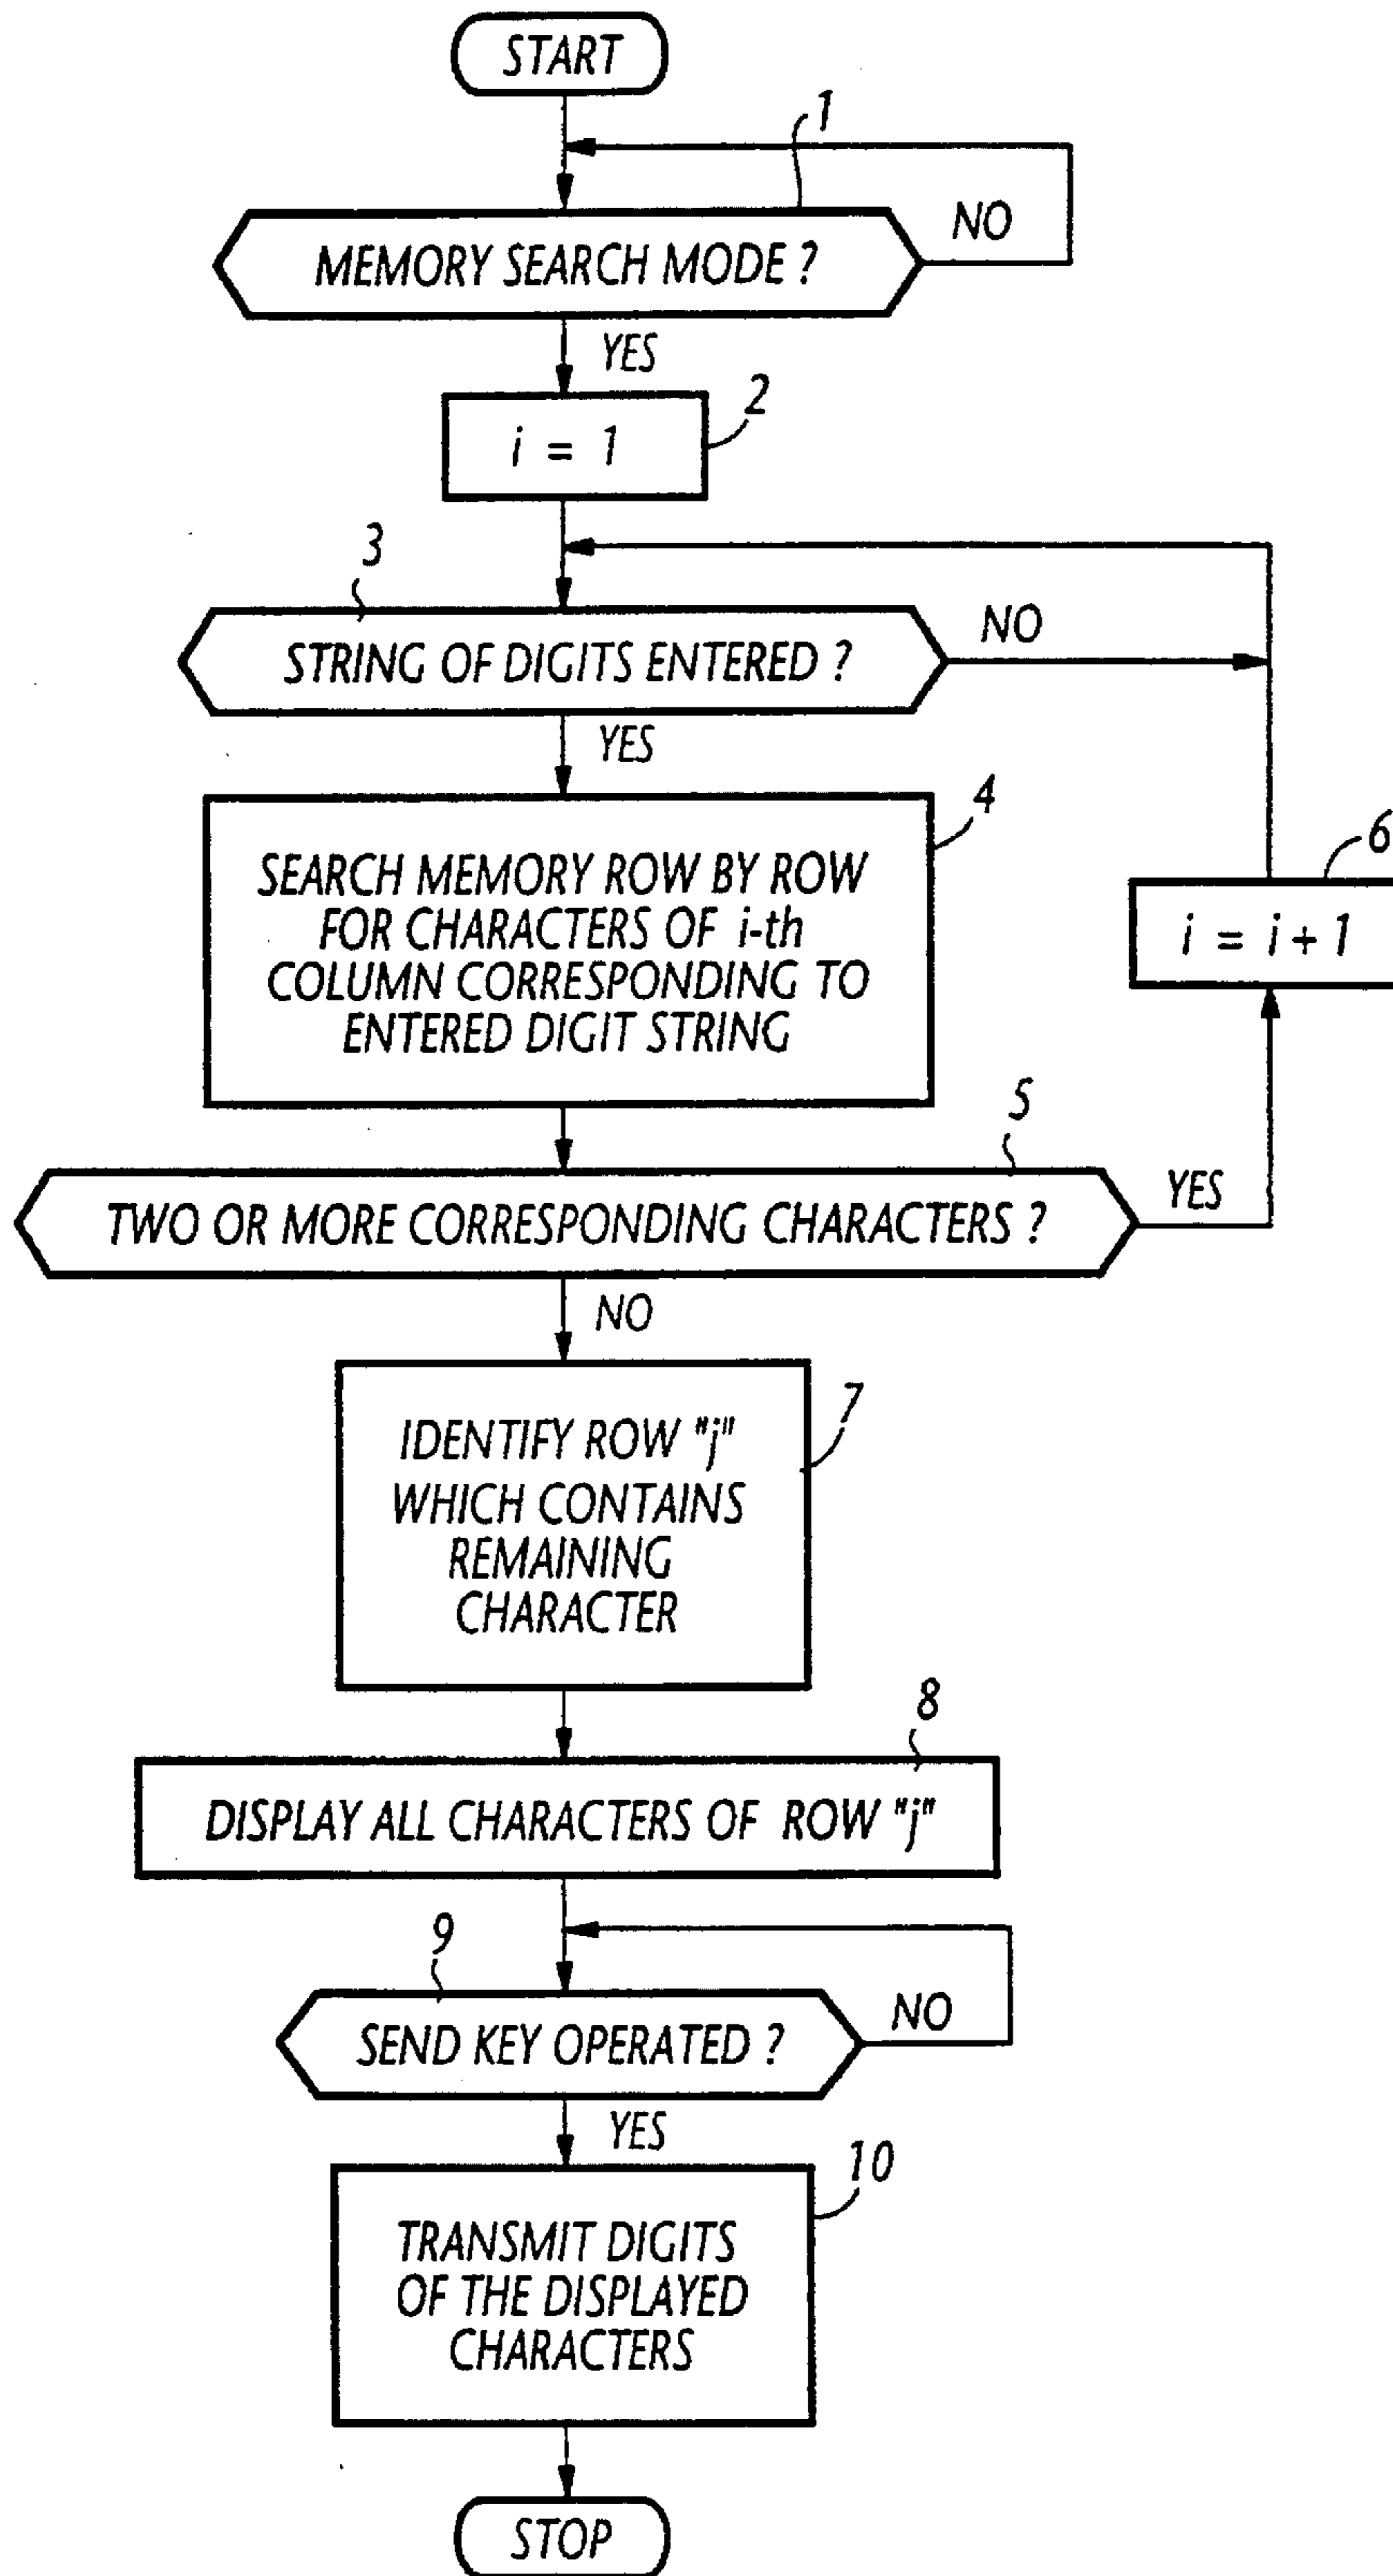 START
1
MEMORY SEARCH MODE ?
NO
YES
2
i = 1
3
STRING OF DIGITS ENTERED ?
NO
YES
4
SEARCH MEMORY ROW BY ROW
FOR CHARACTERS OF i-th
COLUMN CORRESPONDING TO
ENTERED DIGIT STRING
6
i = i + 1
5
TWO OR MORE CORRESPONDING CHARACTERS ?
YES
NO
7
IDENTIFY ROW "j"
WHICH CONTAINS
REMAINING
CHARACTER
8
DISPLAY ALL CHARACTERS OF ROW "j"
9
SEND KEY OPERATED ?
NO
YES
10
TRANSMIT DIGITS
OF THE DISPLAYED
CHARACTERS
STOP